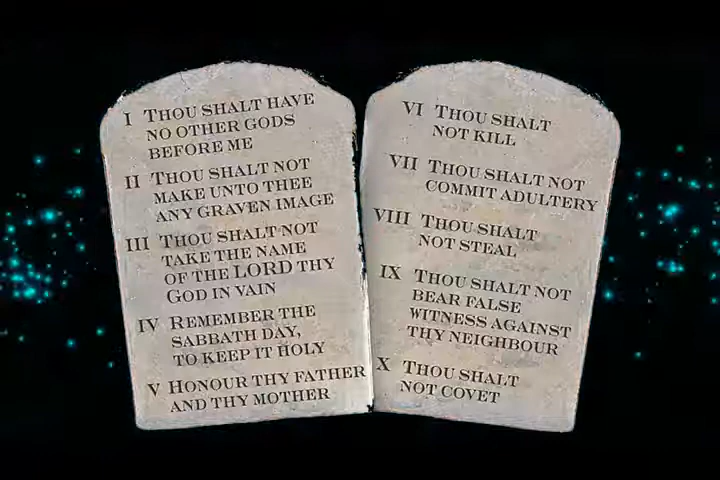 I THOU SHALT HAVE
NO OTHER GODS
BEFORE ME
II THOU SHALT NOT
MAKE UNTO THEE
ANY GRAVEN IMAGE
III THOU SHALT NOT
TAKE THE NAME
OF THE LORD THY
GOD IN VAIN
IV REMEMBER THE
SABBATH DAY,
TO KEEP IT HOLY
V HONOUR THY FATHER
AND THY MOTHER
VI THOU SHALT
NOT KILL
VII THOU SHALT NOT
COMMIT ADULTERY
VIII THOU SHALT
NOT STEAL
IX THOU SHALT NOT
BEAR FALSE
WITNESS AGAINST
THY NEIGHBOUR
X THOU SHALT
NOT COVET